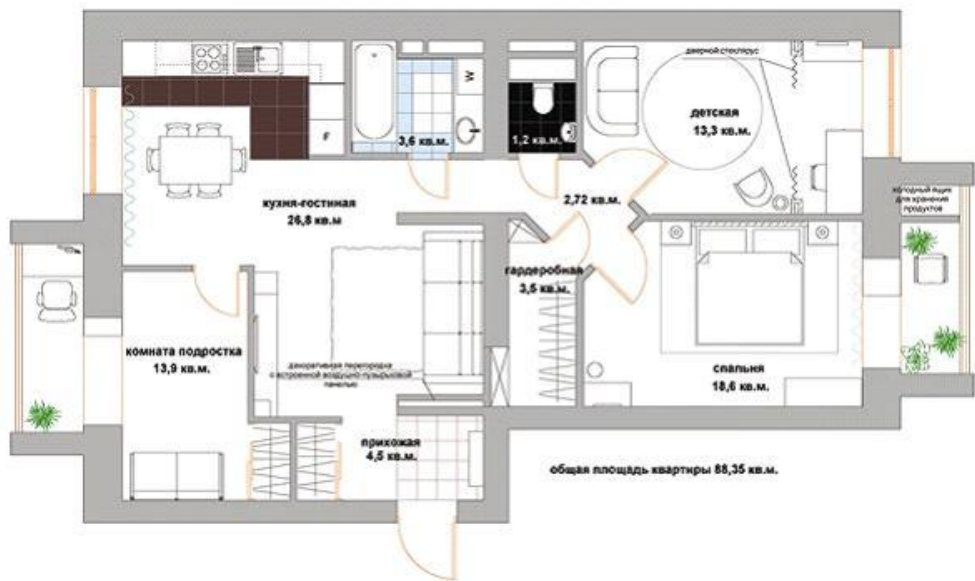 дверной стеклярус
W
детская
13,3 кв.м.
3,6 кв.м.
1,2 кв.м.
F
кухня-гостиная
26,8 кв.м
2,72 кв.м.
холодный ящик
для хранения
продуктов
гардеробная
3,5 кв.м.
комната подростка
13,9 кв.м.
декоративная перегородка
с встроенной воздушно-пузырьковой
панелью
спальня
18,6 кв.м.
прихожая
4,5 кв.м.
общая площадь квартиры 88,35 кв.м.